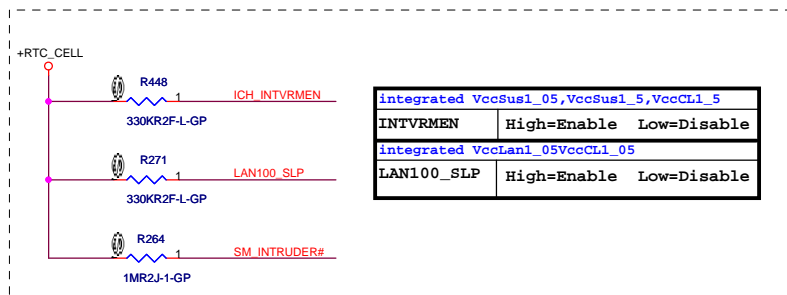 +RTC_CELL
R448
1
ICH_INTVRMEN
330KR2F-L-GP
R271
1
LAN100_SLP
330KR2F-L-GP
R264
1
SM_INTRUDER#
1MR2J-1-GP
integrated VccSus1_05,VccSus1_5,VccCL1_5
INTVRMEN High=Enable Low=Disable
integrated VccLan1_05VccCL1_05
LAN100_SLP High=Enable Low=Disable